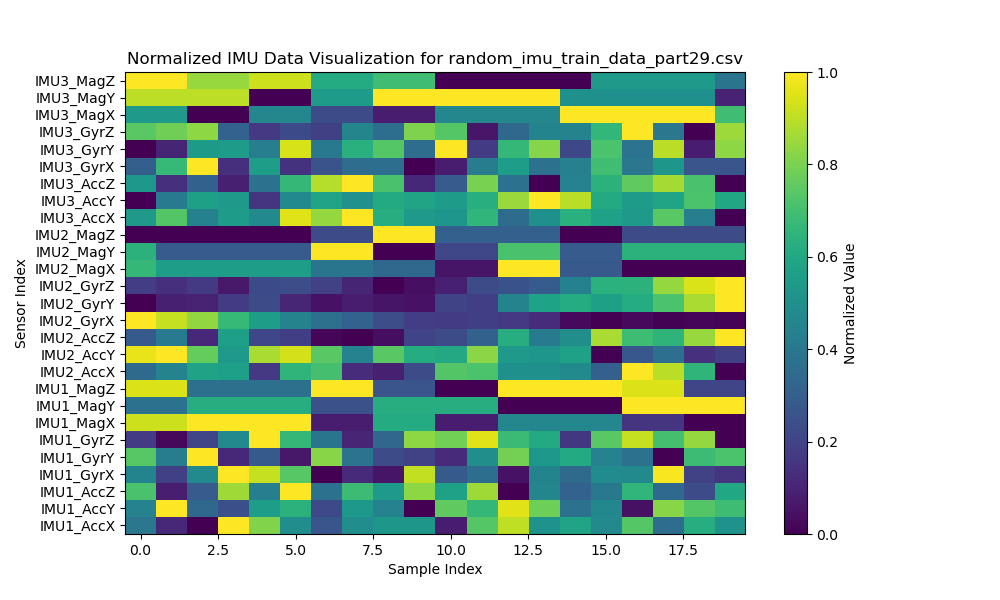 Normalized IMU Data Visualization for random_imu_train_data_part29.csv
IMU3_MagZ
IMU3_MagY
IMU3_MagX
IMU3_GyrZ
IMU3_GyrY
IMU3_GyrX
IMU3_AccZ
IMU3_AccY
IMU3_AccX
IMU2_MagZ
IMU2_MagY
IMU2_MagX
IMU2_GyrZ
IMU2_GyrY
IMU2_GyrX
IMU2_AccZ
IMU2_AccY
IMU2_AccX
IMU1_MagZ
IMU1_MagY
IMU1_MagX
IMU1_GyrZ
IMU1_GyrY
IMU1_GyrX
IMU1_AccZ
IMU1_AccY
IMU1_AccX
Sensor Index
0.0 2.5 5.0 7.5 10.0 12.5 15.0 17.5
Sample Index
1.0
0.8
0.6
0.4
0.2
0.0
Normalized Value